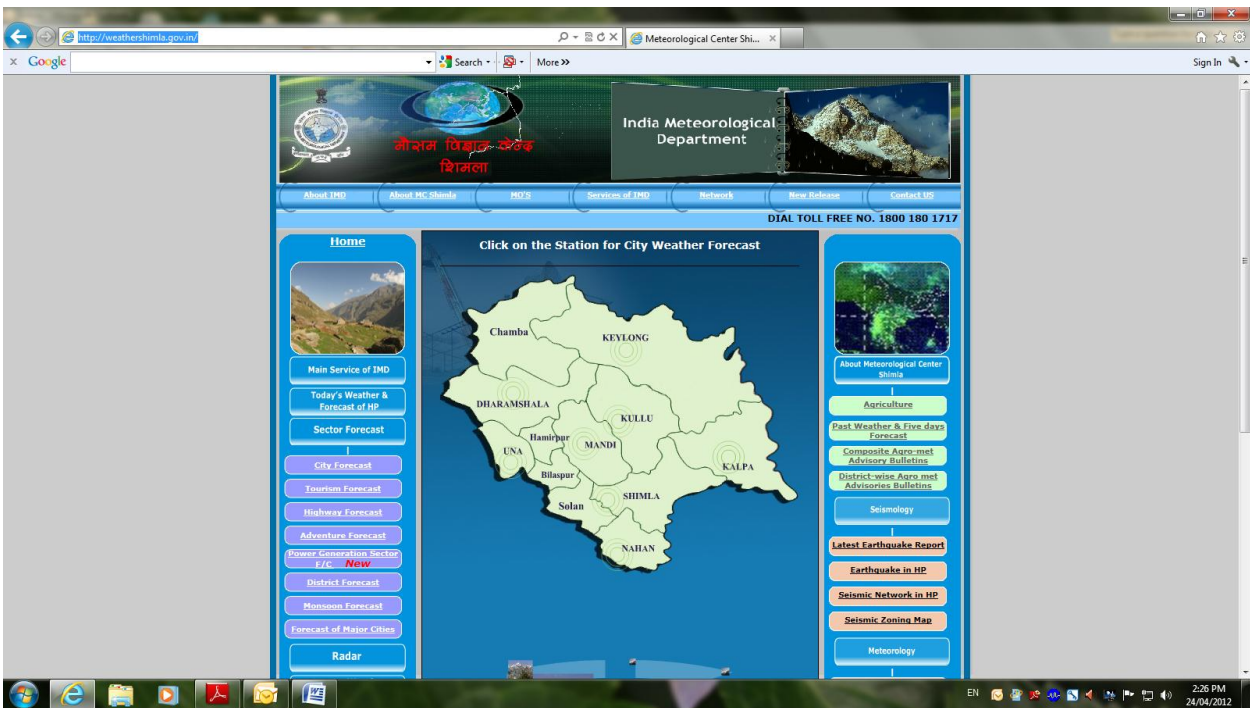 http://weathershimla.gov.in/
Meteorological Center Shi...
x Google
Search
More »
Sign In
मौसम विज्ञान केन्द्र
शिमला
India Meteorological
Department
About IMD
About MC Shimla
MO'S
Services of IMD
Network
New Release
Contact US
DIAL TOLL FREE NO. 1800 180 1717
Home
Main Service of IMD
Today's Weather &
Forecast of HP
Sector Forecast
City Forecast
Tourism Forecast
Highway Forecast
Adventure Forecast
Power Generation Sector
F/C New
District Forecast
Monsoon Forecast
Forecast of Major Cities
Radar
Click on the Station for City Weather Forecast
Chamba
KEYLONG
DHARAMSHALA
KULLU
Hamirpur
MANDI
UNA
KALPA
Bilaspur
SHIMLA
Solan
NAHAN
About Meteorological Center
Shimla
Agriculture
Past Weather & Five days
Forecast
Composite Agro-met
Advisory Bulletins
District-wise Agro met
Advisories Bulletins
Seismology
Latest Earthquake Report
Earthquake in HP
Seismic Network in HP
Seismic Zoning Map
Meteorology
EN
2:26 PM
24/04/2012